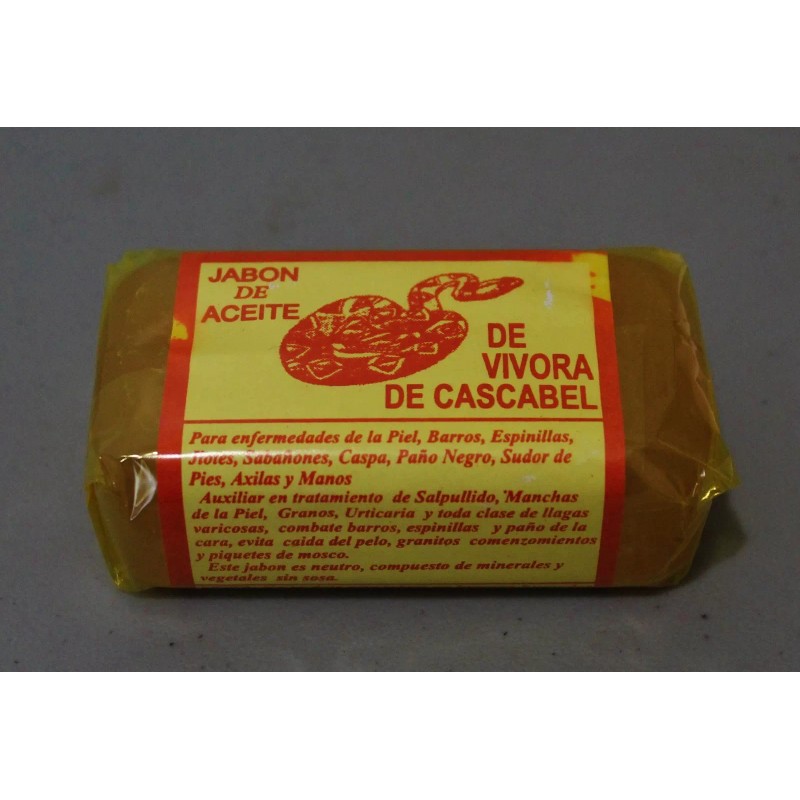 JABON
DE
ACEITE
DE
VIVORA
DE CASCABEL
Para enfermedades de la Piel, Barros, Espinillas,
Jiotes, Sabañones, Caspa, Paño Negro, Sudor de
Pies, Axilas y Manos
Auxiliar en tratamiento de Salpullido, Manchas
de la Piel, Granos, Urticaria y toda clase de llagas
varicosas, combate barros, espinillas y paño de la
cara, evita caida del pelo, granitos comenzomientos
y piquetes de mosco.
Este jabon es neutro, compuesto de minerales y
vegetales sin sosa.